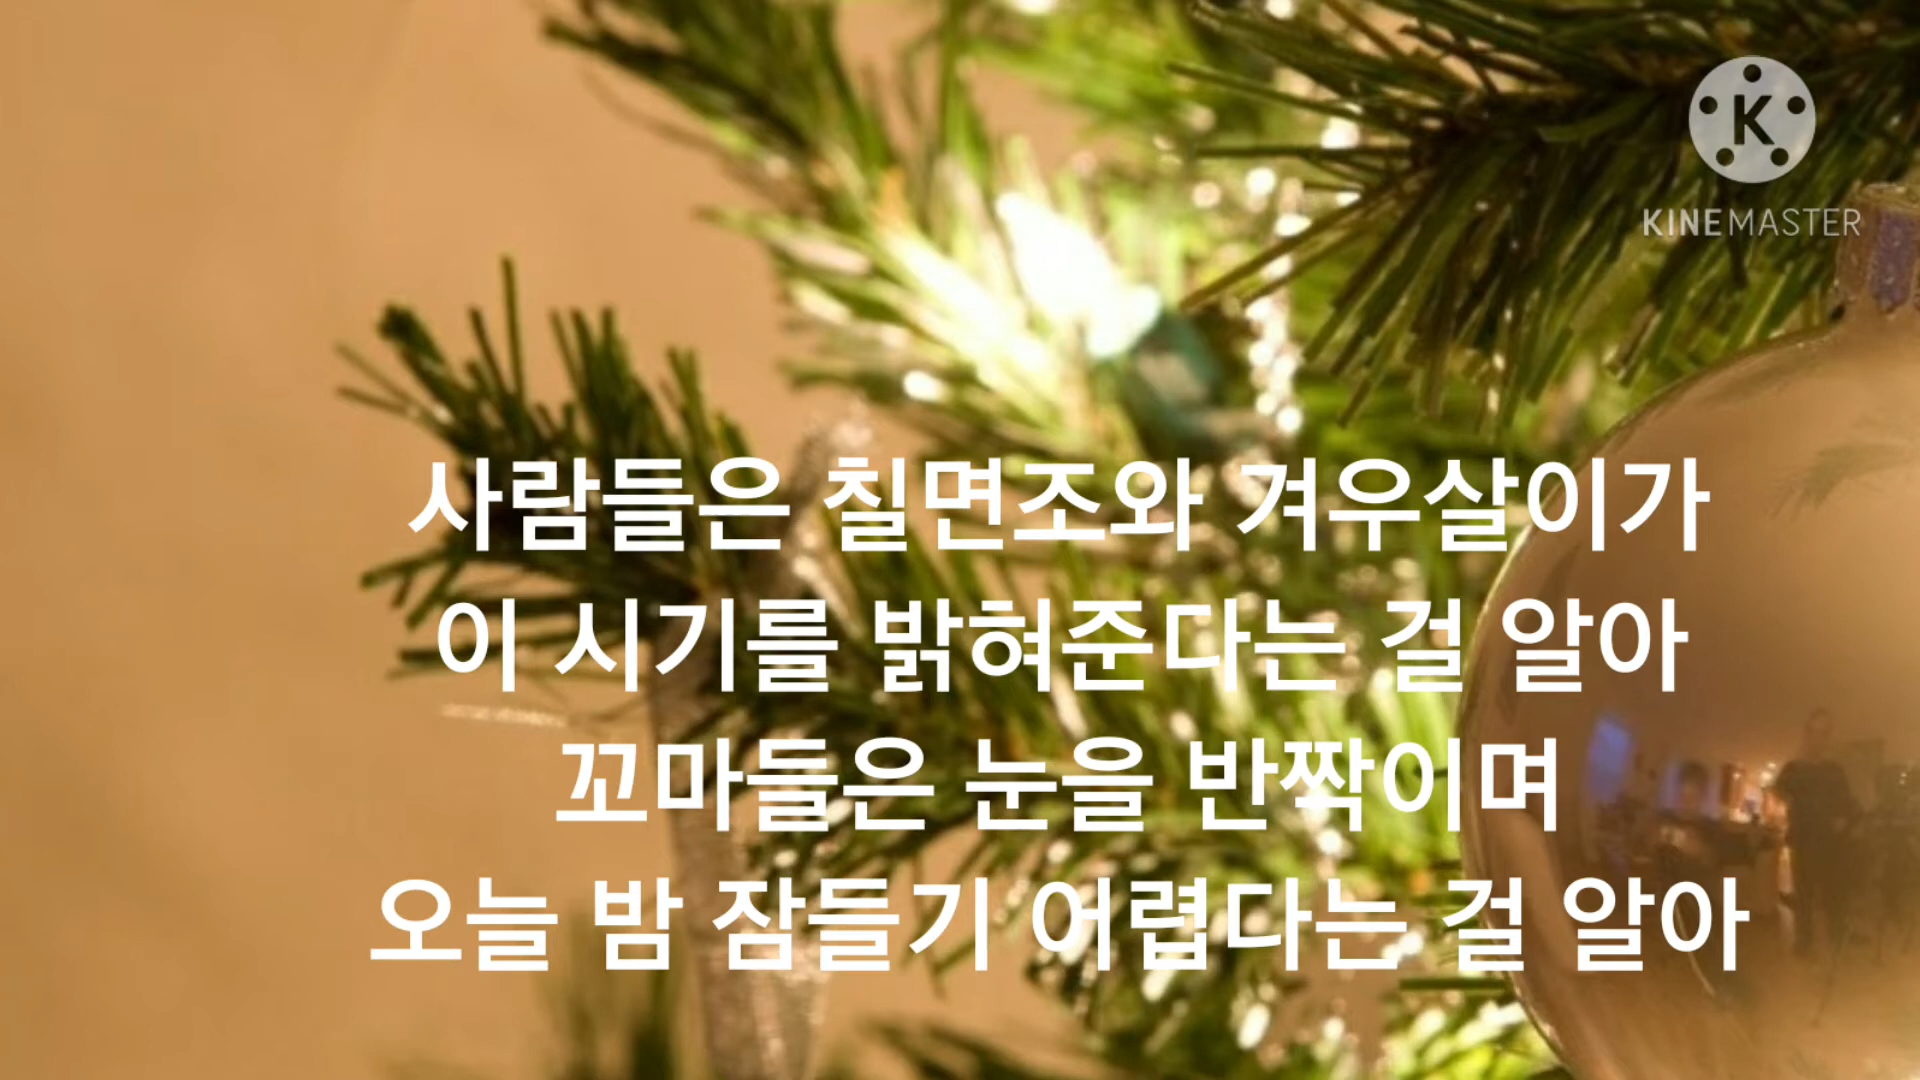 K
KINEMASTER
사람들은 칠면조와 겨우살이가
이 시기를 밝혀준다는 걸 알아
꼬마들은 눈을 반짝이며
오늘 밤 잠들기 어렵다는 걸 알아